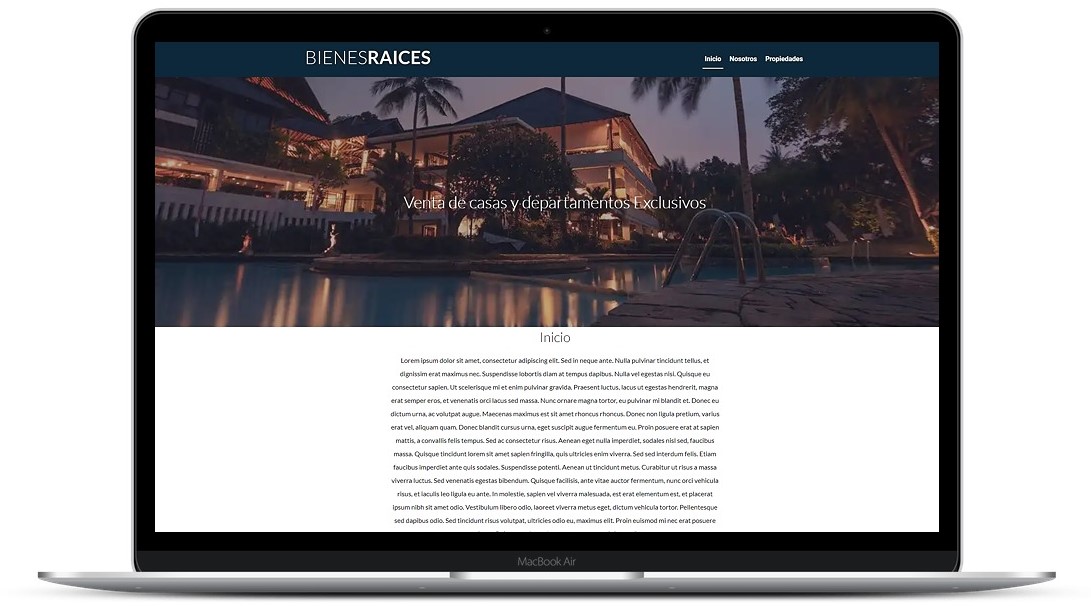 BIENESRAICES
Inicio Nosotros Propiedades
Venta de casas y departamentos Exclusivos
Inicio
Lorem ipsum dolor sit amet, consectetur adipiscing elit. Sed in neque ante. Nulla pulvinar tincidunt tellus, et
dignissim erat maximus nec. Suspendisse lobortis diam at tempus dapibus. Nulla vel egestas nisi. Quisque eu
consectetur sapien. Ut scelerisque mi et enim pulvinar gravida. Praesent luctus, lacus ut egestas hendrerit, magna
erat semper eros, et venenatis orci lacus sed massa. Nunc ornare magna tortor, eu pulvinar mi blandit et. Donec eu
dictum urna, ac volutpat augue. Maecenas maximus est sit amet rhoncus rhoncus. Donec non ligula pretium, varius
erat vel, aliquam quam. Donec blandit cursus urna, eget suscipit augue fermentum eu. Proin posuere erat at sapien
mattis, a convallis felis tempus. Sed ac consectetur risus. Aenean eget nulla imperdiet, sodales nisl sed, faucibus
massa. Quisque tincidunt lorem sit amet sapien fringilla, quis ultricies enim viverra. Sed sed interdum felis. Etiam
faucibus imperdiet ante quis sodales. Suspendisse potenti. Aenean ut tincidunt metus. Curabitur ut risus a massa
viverra luctus. Sed venenatis egestas bibendum. Quisque facilisis, ante vitae auctor fermentum, nunc orci vehicula
risus, et iaculis leo ligula eu ante. In molestie, sapien vel viverra malesuada, est erat elementum est, et placerat
ipsum nibh sit amet odio. Vestibulum libero odio, laoreet viverra metus eget, dictum vehicula tortor. Pellentesque
sed dapibus odio. Sed tincidunt risus volutpat, ultricies odio eu, maximus elit. Proin euismod mi nec erat posuere
MacBook Air